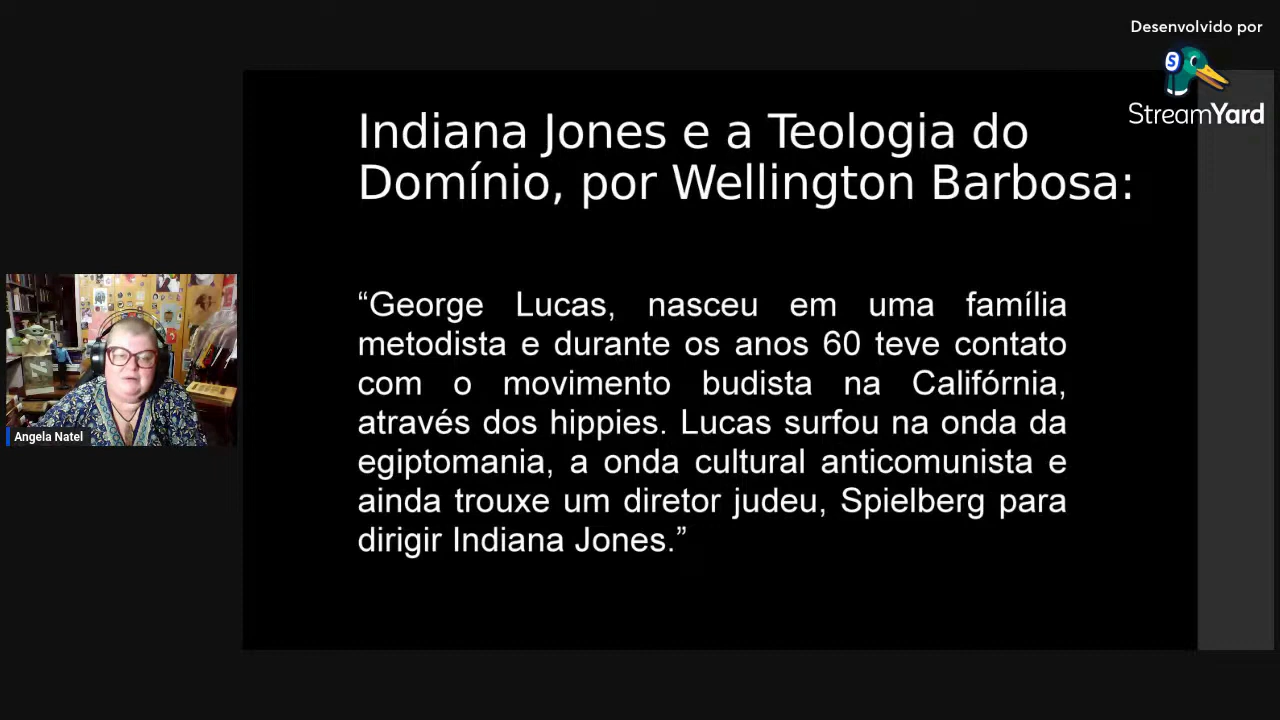 Desenvolvido por
StreamYard
Indiana Jones e a Teologia do
Domínio, por Wellington Barbosa:
“George Lucas, nasceu em uma família
metodista e durante os anos 60 teve contato
com o movimento budista na Califórnia,
através dos hippies. Lucas surfou na onda da
egiptomania, a onda cultural anticomunista e
ainda trouxe um diretor judeu, Spielberg para
dirigir Indiana Jones.”
Angela Natel